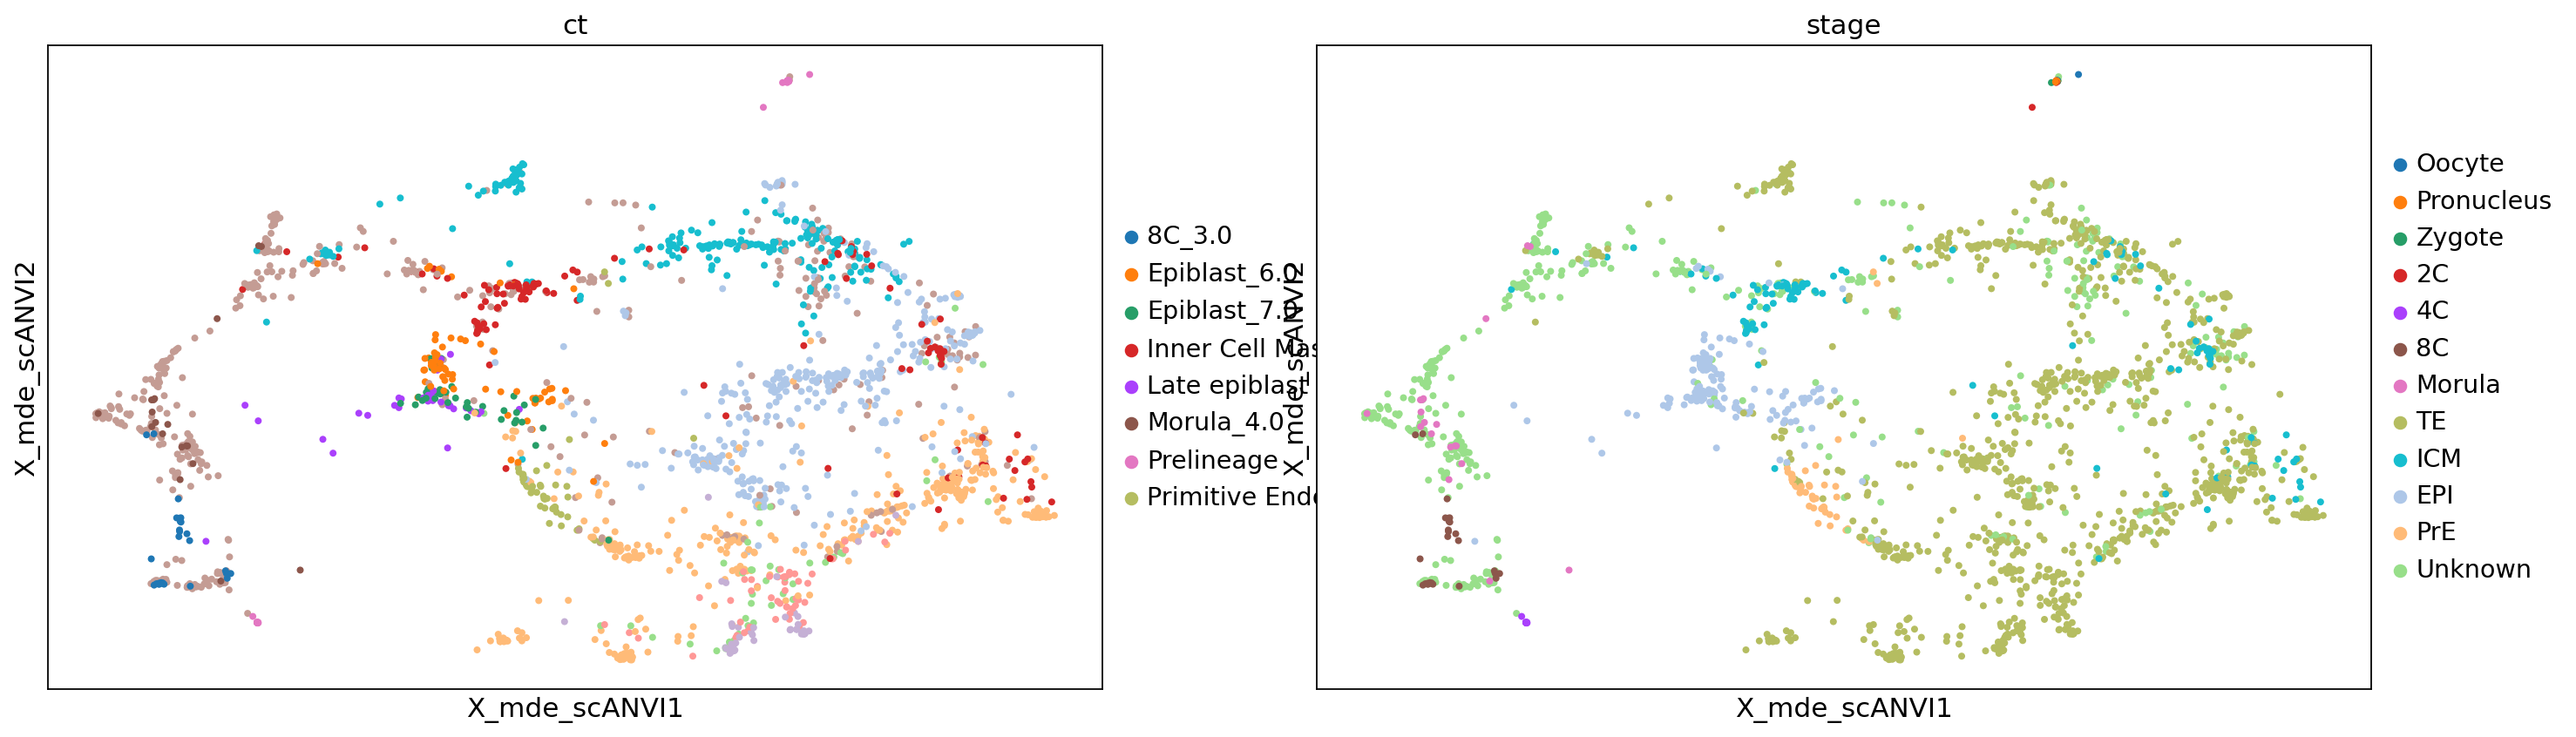 ct
X_mde_scANVI2
X_mde_scANVI1
8C_3.0
Epiblast_6.0
Epiblast_7.0
Inner Cell Mas
Late epiblast
Morula_4.0
Prelineage
Primitive Endo
stage
X_mde_scANVI2
X_mde_scANVI1
Oocyte
Pronucleus
Zygote
2C
4C
8C
Morula
TE
ICM
EPI
PrE
Unknown